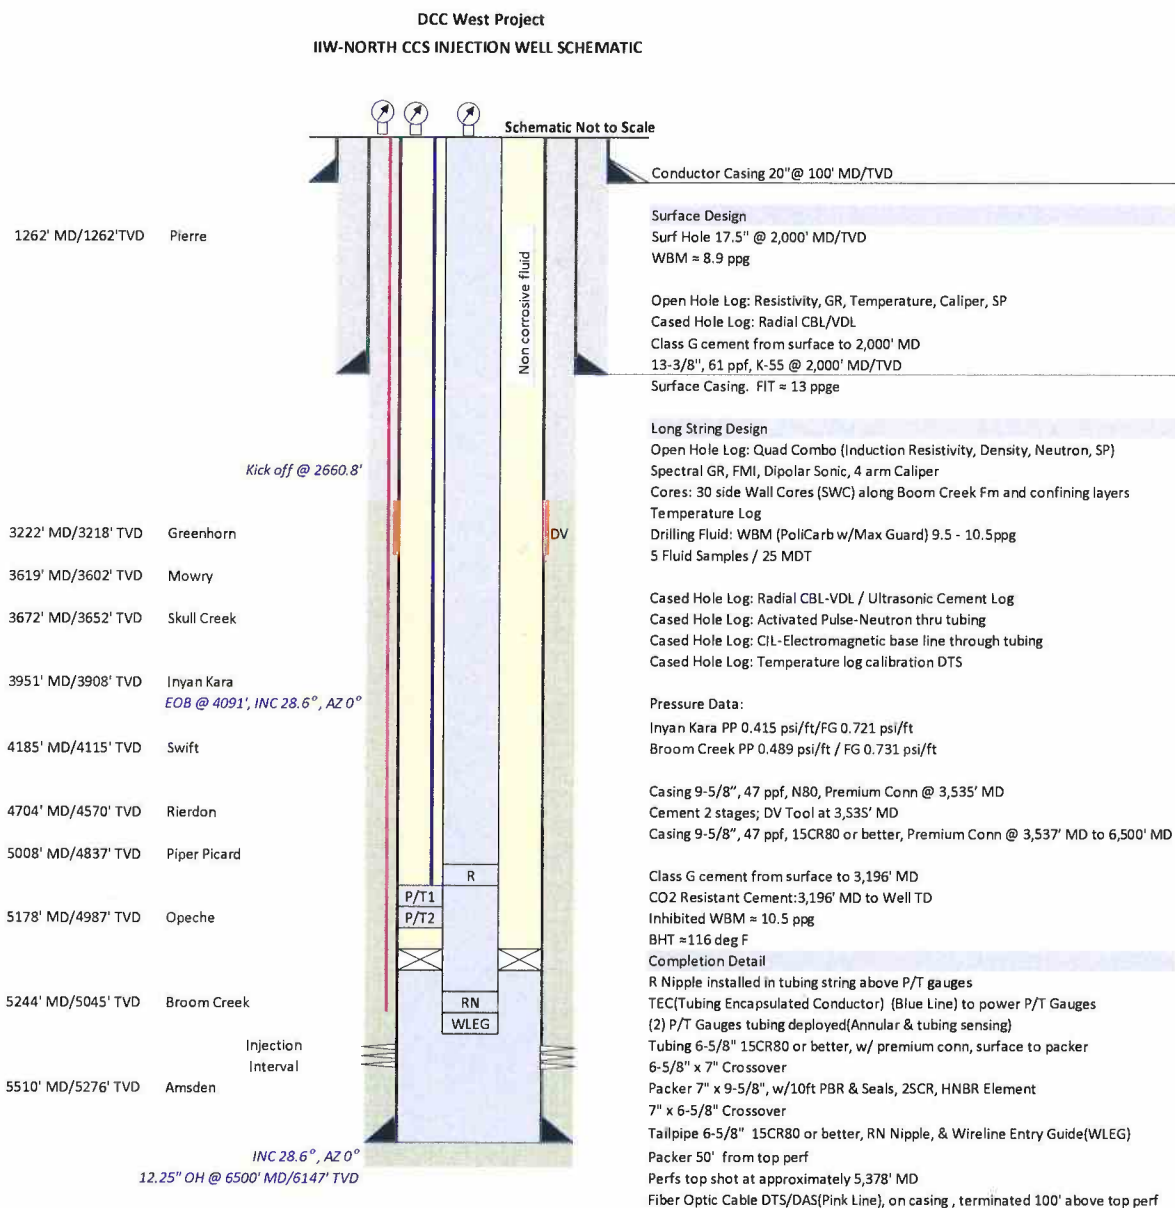 DCC West Project
IIW-NORTH CCS INJECTION WELL SCHEMATIC
Schematic Not to Scale
Conductor Casing 20"@ 100' MD/TVD
Surface Design
1262' MD/1262'TVD Pierre
Surf Hole 17.5" @ 2,000' MD/TVD
WBM ≈ 8.9 ppg
Non corrosive fluid
Open Hole Log: Resistivity, GR, Temperature, Caliper, SP
Cased Hole Log: Radial CBL/VDL
Class G cement from surface to 2,000' MD
13-3/8", 61 ppf, K-55 @ 2,000' MD/TVD
Surface Casing. FIT ≈ 13 ppge
Long String Design
Open Hole Log: Quad Combo (Induction Resistivity, Density, Neutron, SP)
Kick off @ 2660.8'
Spectral GR, FMI, Dipolar Sonic, 4 arm Caliper
Cores: 30 side Wall Cores (SWC) along Boom Creek Fm and confining layers
Temperature Log
3222' MD/3218' TVD Greenhorn
DV
Drilling Fluid: WBM (PoliCarb w/Max Guard) 9.5 - 10.5ppg
5 Fluid Samples / 25 MDT
3619' MD/3602' TVD Mowry
Cased Hole Log: Radial CBL-VDL / Ultrasonic Cement Log
3672' MD/3652' TVD Skull Creek
Cased Hole Log: Activated Pulse-Neutron thru tubing
Cased Hole Log: CIL-Electromagnetic base line through tubing
Cased Hole Log: Temperature log calibration DTS
3951' MD/3908' TVD Inyan Kara
EOB @ 4091', INC 28.6°, AZ 0°
Pressure Data:
Inyan Kara PP 0.415 psi/ft/FG 0.721 psi/ft
4185' MD/4115' TVD Swift
Broom Creek PP 0.489 psi/ft / FG 0.731 psi/ft
Casing 9-5/8", 47 ppf, N80, Premium Conn @ 3,535' MD
4704' MD/4570' TVD Rierdon
Cement 2 stages; DV Tool at 3,535' MD
Casing 9-5/8", 47 ppf, 15CR80 or better, Premium Conn @ 3,537' MD to 6,500' MD
5008' MD/4837' TVD Piper Picard
R
Class G cement from surface to 3,196' MD
P/T1
CO2 Resistant Cement:3,196' MD to Well TD
5178' MD/4987' TVD Opeche
P/T2
Inhibited WBM ≈ 10.5 ppg
BHT ≈116 deg F
Completion Detail
R Nipple installed in tubing string above P/T gauges
5244' MD/5045' TVD Broom Creek
RN
TEC(Tubing Encapsulated Conductor) (Blue Line) to power P/T Gauges
WLEG
(2) P/T Gauges tubing deployed(Annular & tubing sensing)
Injection
Interval
Tubing 6-5/8" 15CR80 or better, w/ premium conn, surface to packer
6-5/8" x 7" Crossover
5510' MD/5276' TVD Amsden
Packer 7" x 9-5/8", w/10ft PBR & Seals, 25CR, HNBR Element
7" x 6-5/8" Crossover
Tailpipe 6-5/8" 15CR80 or better, RN Nipple, & Wireline Entry Guide(WLEG)
INC 28.6°, AZ 0°
Packer 50' from top perf
12.25" OH @ 6500' MD/6147' TVD
Perfs top shot at approximately 5,378' MD
Fiber Optic Cable DTS/DAS(Pink Line), on casing , terminated 100' above top perf